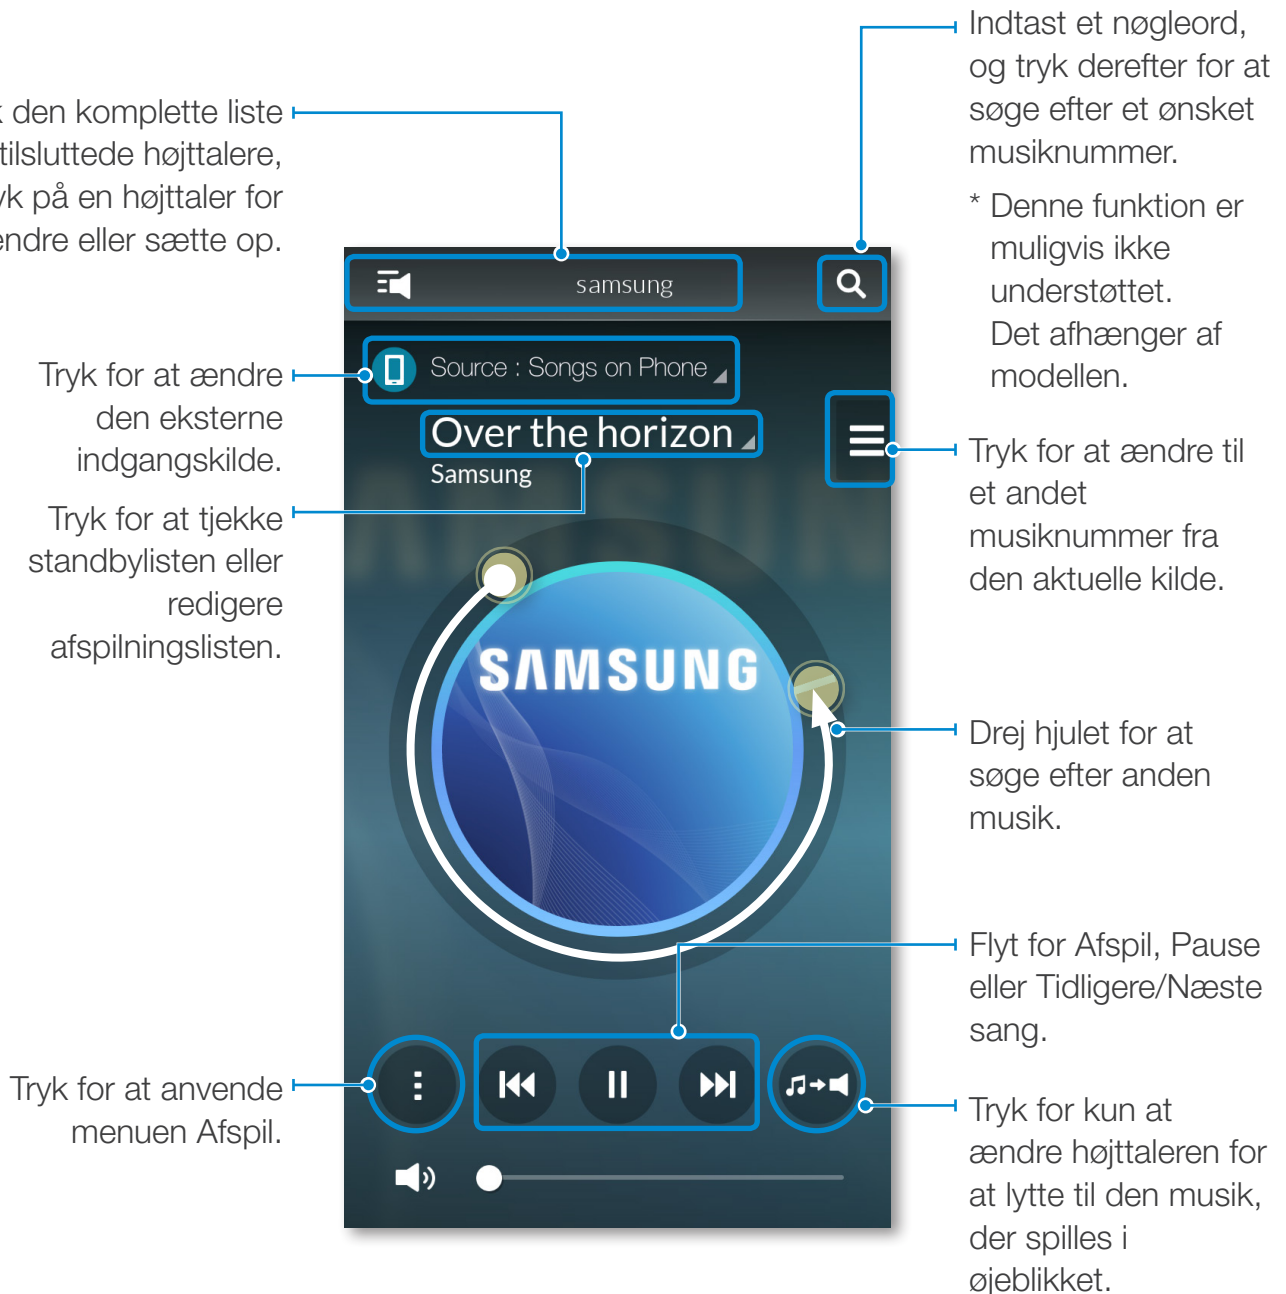 den komplette liste
tilsluttede højttalere,
på en højttaler for
eller sætte op.
Tryk for at ændre
den eksterne
indgangskilde.
Tryk for at tjekke
standbylisten eller
redigere
afspilningslisten.
Tryk for at anvende
menuen Afspil.
samsung
Source : Songs on Phone
Over the horizon
Samsung
SAMSUNG
Indtast et nøgleord,
og tryk derefter for at
søge efter et ønsket
musiknummer.
* Denne funktion er
muligvis ikke
understøttet.
Det afhænger af
modellen.
Tryk for at ændre til
et andet
musiknummer fra
den aktuelle kilde.
Drej hjulet for at
søge efter anden
musik.
Flyt for Afspil, Pause
eller Tidligere/Næste
sang.
Tryk for kun at
ændre højttaleren for
at lytte til den musik,
der spilles i
øjeblikket.